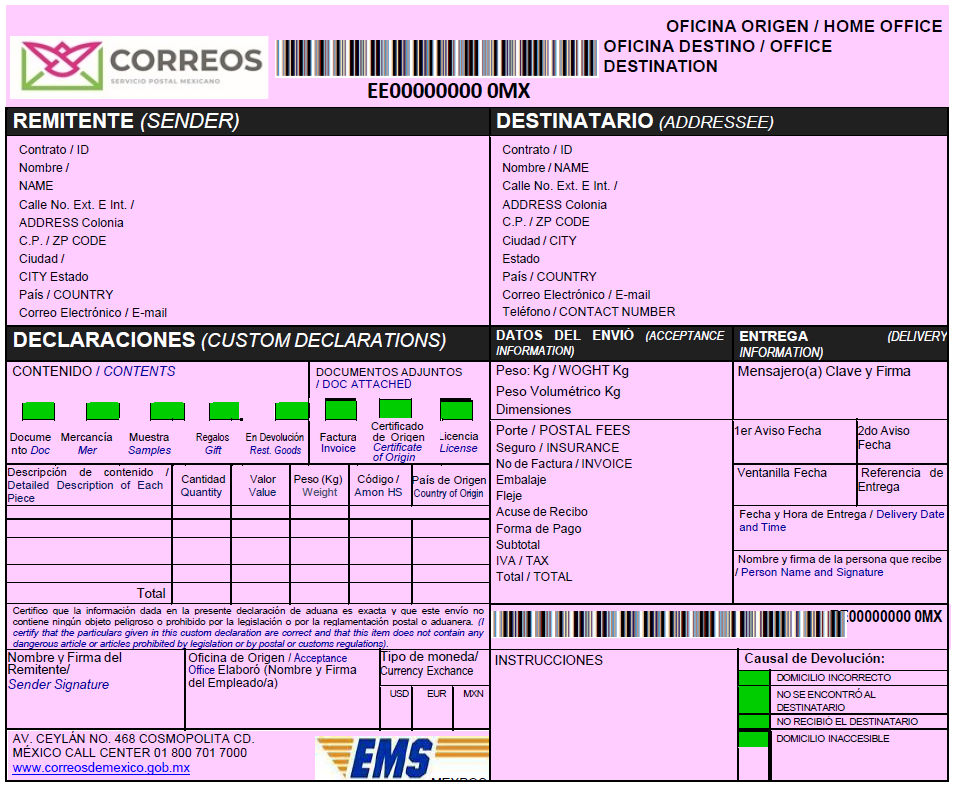 OFICINA ORIGEN / HOME OFICE
OFICINA DESTINO / OFFICE
DESTINATION
CORREOS
SERVICIO POSTAL MEXICANO
EE00000000 0MX
REMITENTE (SENDER)
Contrato / ID
Nombre /
NAME
Calle No. Ext. E Int. /
ADDRESS Colonia
C.P. / ZP CODE
Ciudad /
CITY Estado
País / COUNTRY
Correo Electrónico / E-mail
DESTINATARIO (ADDRESSEE)
Contrato / ID
Nombre / NAME
Calle No. Ext. E Int. /
ADDRESS Colonia
C.P. / ZP CODE
Ciudad / CITY
Estado
País / COUNTRY
Correo Electrónico / E-mail
Teléfono / CONTACT NUMBER
DECLARACIONES (CUSTOM DECLARATIONS)
CONTENIDO / CONTENTS
DOCUMENTOS ADJUNTOS
/ DOC ATTACHED
Docume
nto Doc
Mercancía
Mer
Muestra
Samples
Regalos
Gift
En Devolución
Rest. Goods
Factura
Invoice
Certificado
de Origen
Certificate
of Origin
Licencia
License
Descripción de contenido /
Detailed Description of Each
Piece
Cantidad
Quantity
Valor
Value
Peso (Kg)
Weight
Código /
Amon HS
País de Origen
Country of Origin
Total
Certifico que la información dada en la presente declaración de aduana es exacta y que este envío no
contiene ningún objeto peligroso o prohibido por la legislación o por la reglamentación postal o aduanera. (I
certify that the particulars given in this custom declaration are correct and that this item does not contain any
dangerous article or articles prohibited by legislation or by postal or customs regulations).
Nombre y Firma del
Remitente/
Sender Signature
Oficina de Origen / Acceptance
Office Elaboró (Nombre y Firma
del Empleado/a)
Tipo de moneda/
Currency Exchance
USD
EUR
MXN
AV. CEYLÁN NO. 468 COSMOPOLITA CD.
MÉXICO CALL CENTER 01 800 701 7000
www.correosdemexico.gob.mx
EMS
DATOS DEL ENVIÓ (ACCEPTANCE
INFORMATION)
Peso: Kg / WOGHT Kg
Peso Volumétrico Kg
Dimensiones
Porte / POSTAL FEES
Seguro / INSURANCE
No de Factura / INVOICE
Embalaje
Fleje
Acuse de Recibo
Forma de Pago
Subtotal
IVA / TAX
Total / TOTAL
ENTREGA (DELIVERY
INFORMATION)
Mensajero(a) Clave y Firma
1er Aviso Fecha
2do Aviso
Fecha
Ventanilla Fecha
Referencia de
Entrega
Fecha y Hora de Entrega / Delivery Date
and Time
Nombre y firma de la persona que recibe
/ Person Name and Signature
EE00000000 0MX
INSTRUCCIONES
Causal de Devolución:
DOMICILIO INCORRECTO
NO SE ENCONTRÓ AL
DESTINATARIO
NO RECIBIÓ EL DESTINATARIO
DOMICILIO INACCESIBLE